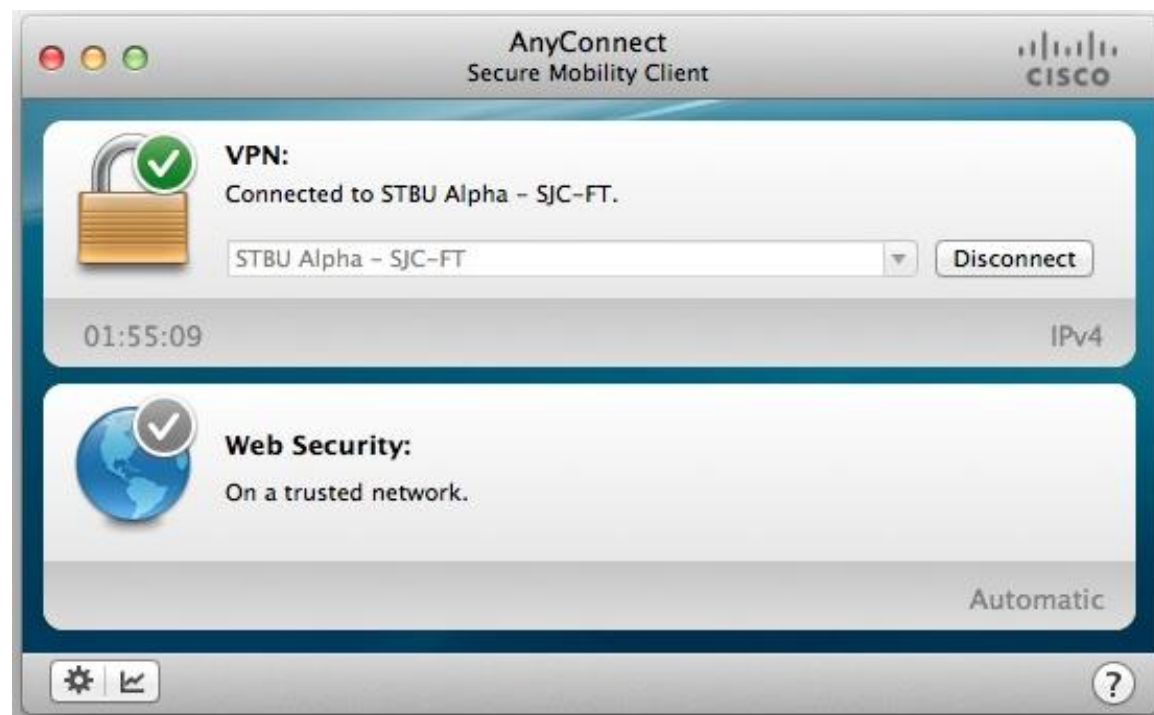 AnyConnect
Secure Mobility Client
CISCO
VPN:
Connected to STBU Alpha – SJC-FT.
STBU Alpha – SJC-FT
Disconnect
01:55:09
IPv4
Web Security:
On a trusted network.
Automatic
?